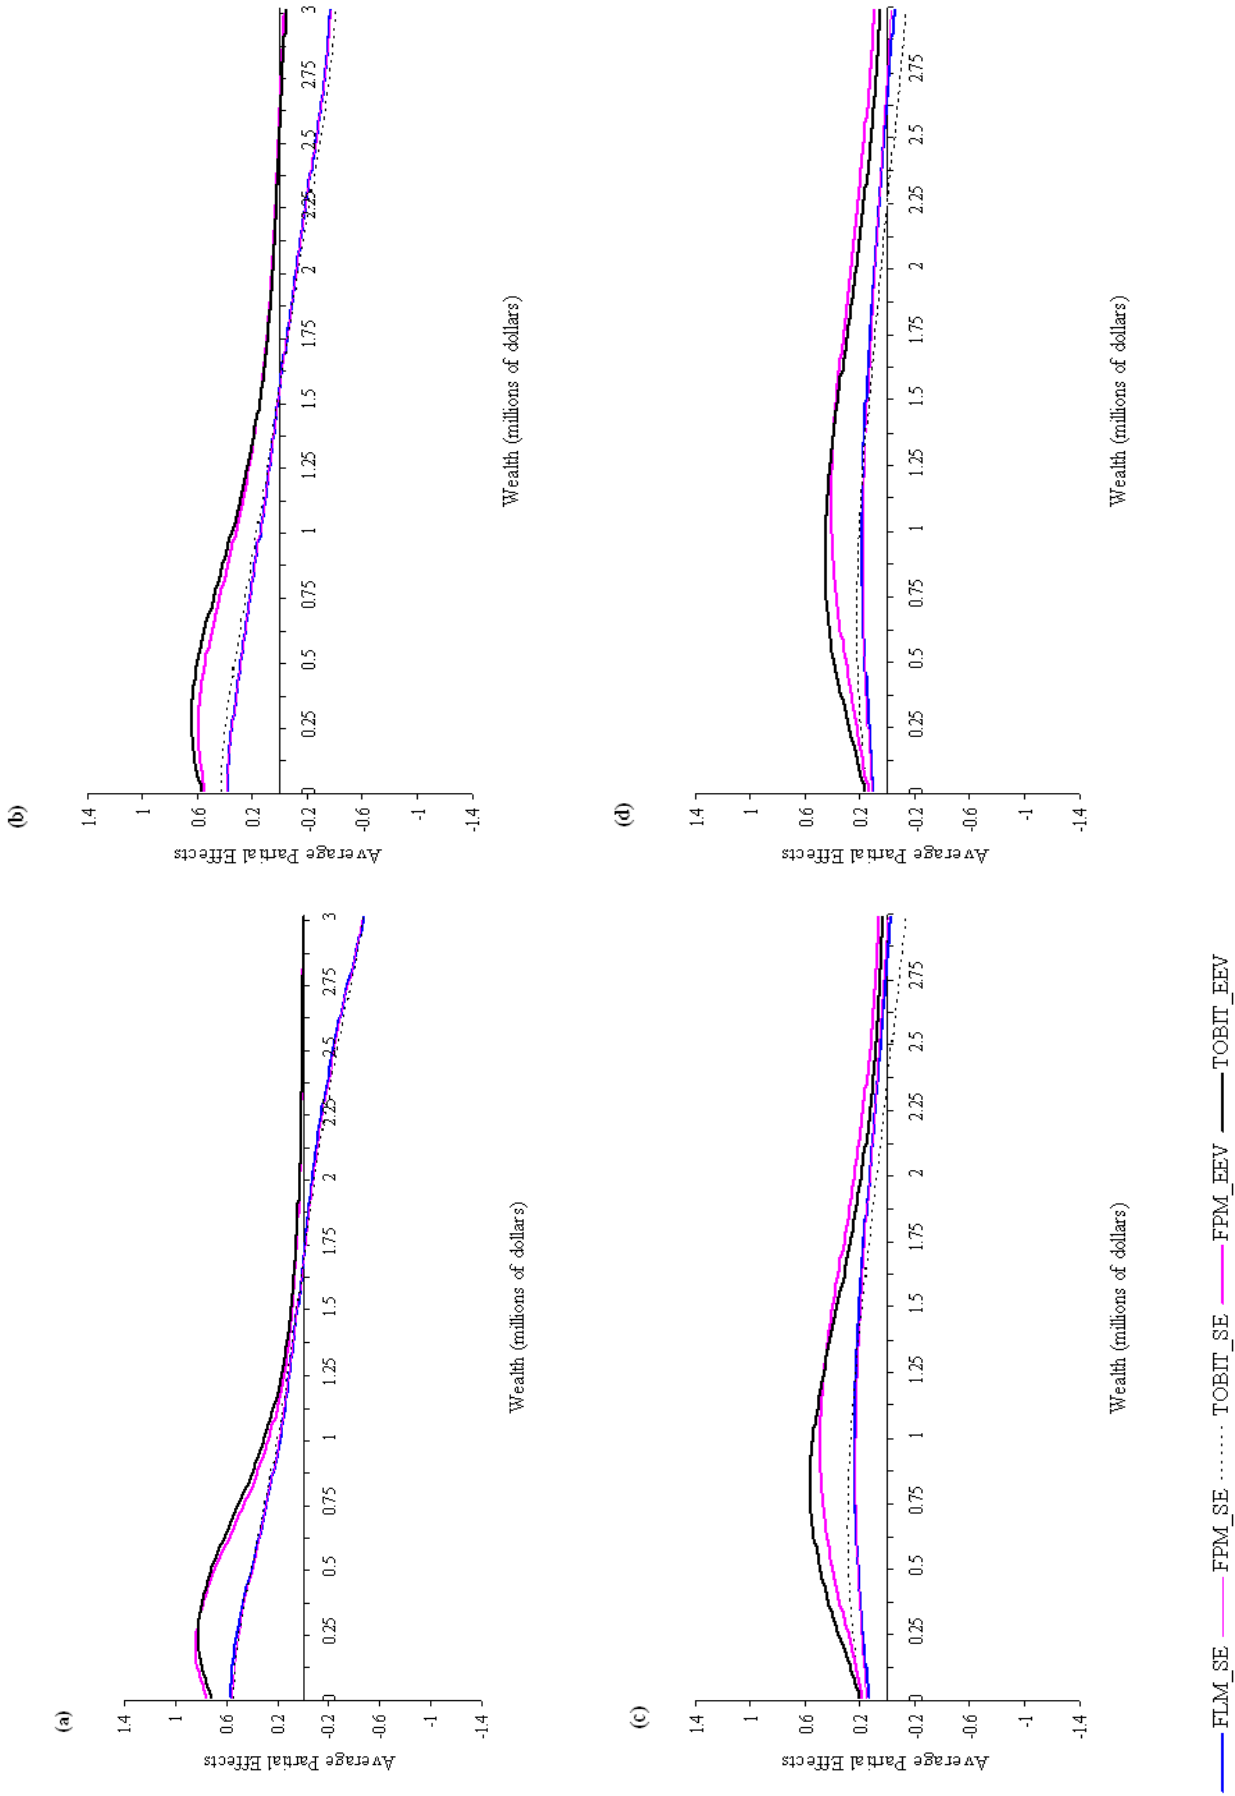 (a)
Average Partial Effects
1.4
1
0.6
0.2
-0.2
-0.6
-1
-1.4
0 0.25 0.5 0.75 1 1.25 1.5 1.75 2 2.25 2.5 2.75 3
Wealth (millions of dollars)
(b)
Average Partial Effects
1.4
1
0.6
0.2
-0.2
-0.6
-1
-1.4
0 0.25 0.5 0.75 1 1.25 1.5 1.75 2 2.25 2.5 2.75 3
Wealth (millions of dollars)
(c)
Average Partial Effects
1.4
1
0.6
0.2
-0.2
-0.6
-1
-1.4
0 0.25 0.5 0.75 1 1.25 1.5 1.75 2 2.25 2.5 2.75
Wealth (millions of dollars)
(d)
Average Partial Effects
1.4
1
0.6
0.2
-0.2
-0.6
-1
-1.4
0 0.25 0.5 0.75 1 1.25 1.5 1.75 2 2.25 2.5 2.75
Wealth (millions of dollars)
FLM_SE FPM_SE TOBIT_SE FPM_EEV TOBIT_EEV